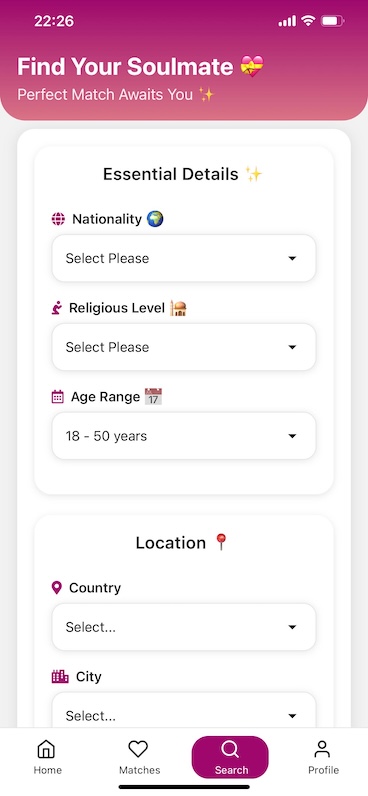 22:26
Find Your Soulmate 💝
Perfect Match Awaits You ✨
Essential Details ✨
Nationality 🌍
Select Please
Religious Level 🕌
Select Please
Age Range 📅
18 - 50 years
Location 📍
Country
Select...
City
Select...
Home
Matches
Search
Profile